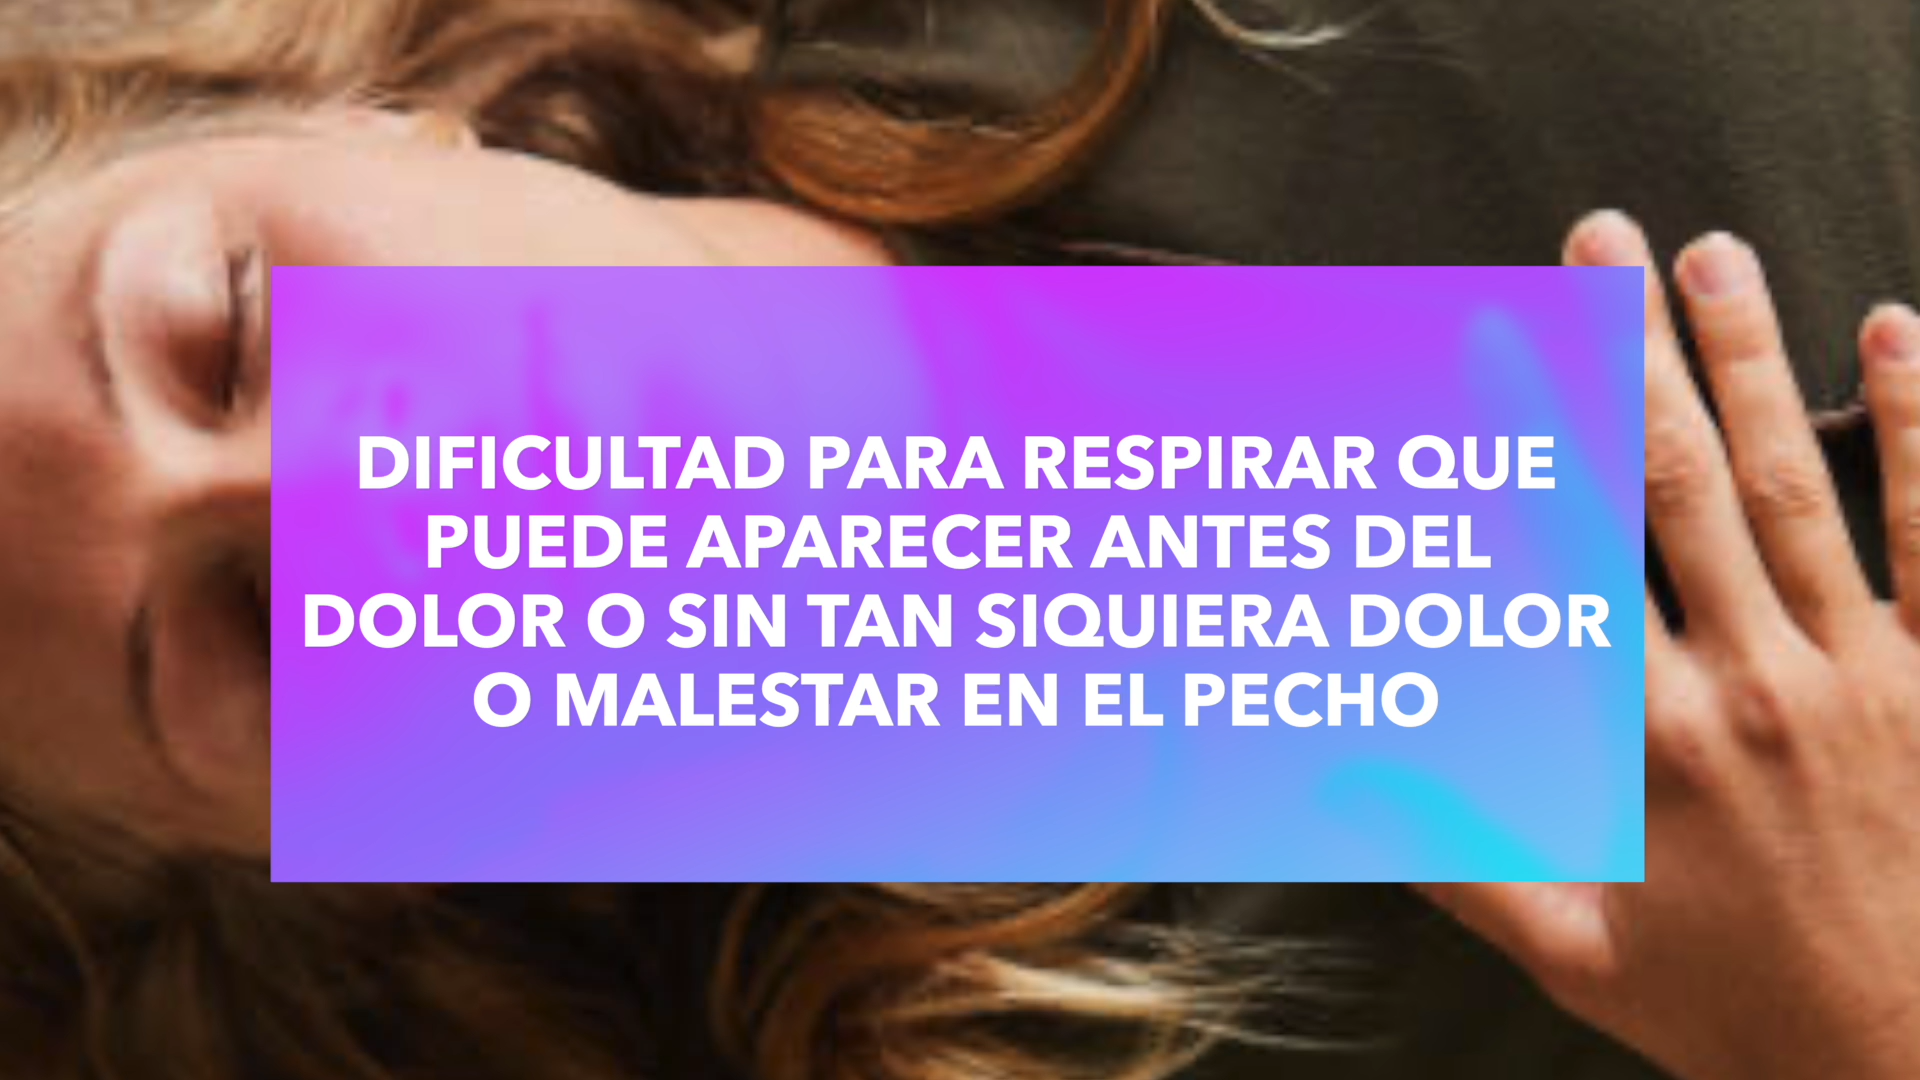 DIFICULTAD PARA RESPIRAR QUE
PUEDE APARECER ANTES DEL
DOLOR O SIN TAN SIQUIERA DOLOR
O MALESTAR EN EL PECHO